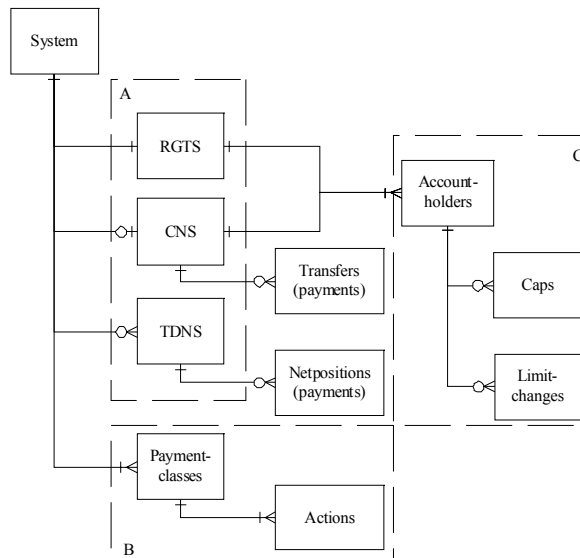 System
A
RGTS
C
Account-
holders
CNS
Transfers
(payments)
Caps
TDNS
Netpositions
(payments)
Limit-
changes
Payment-
classes
Actions
B